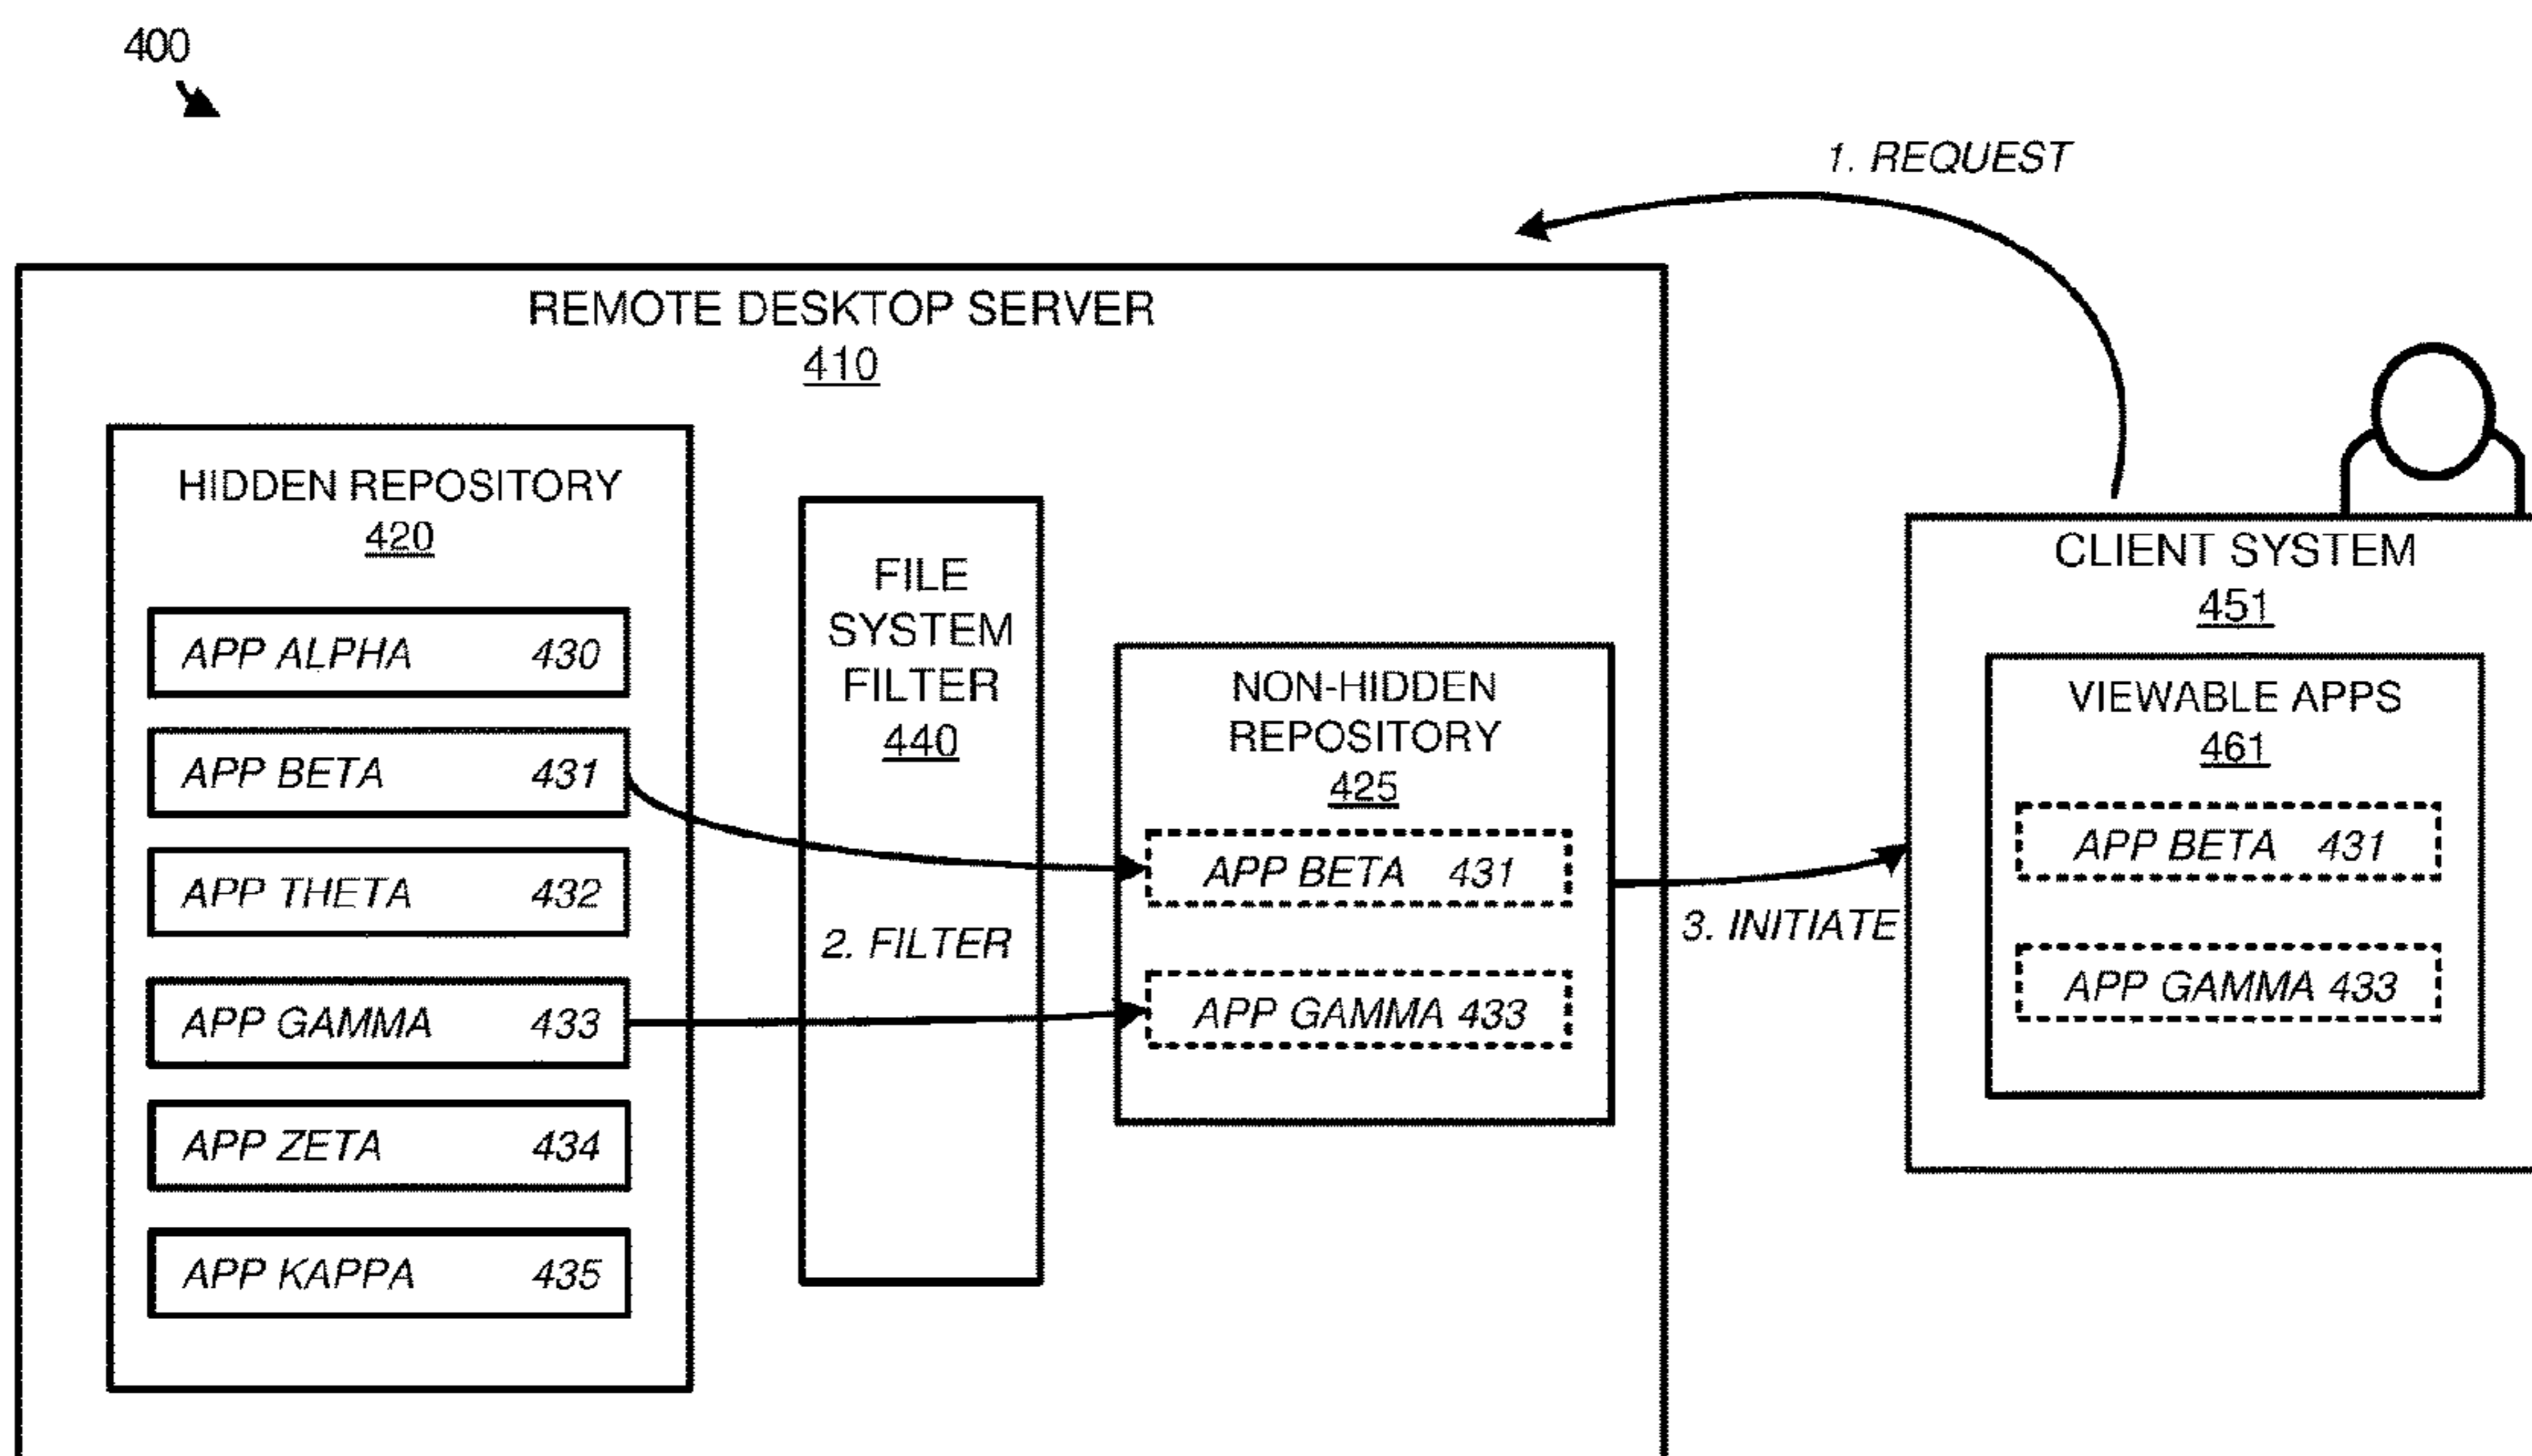 400
1. REQUEST
REMOTE DESKTOP SERVER
410
HIDDEN REPOSITORY
420
APP ALPHA 430
APP BETA 431
APP THETA 432
APP GAMMA 433
APP ZETA 434
APP KAPPA 435
FILE
SYSTEM
FILTER
440
2. FILTER
NON-HIDDEN
REPOSITORY
425
APP BETA 431
APP GAMMA 433
3. INITIATE
CLIENT SYSTEM
451
VIEWABLE APPS
461
APP BETA 431
APP GAMMA 433